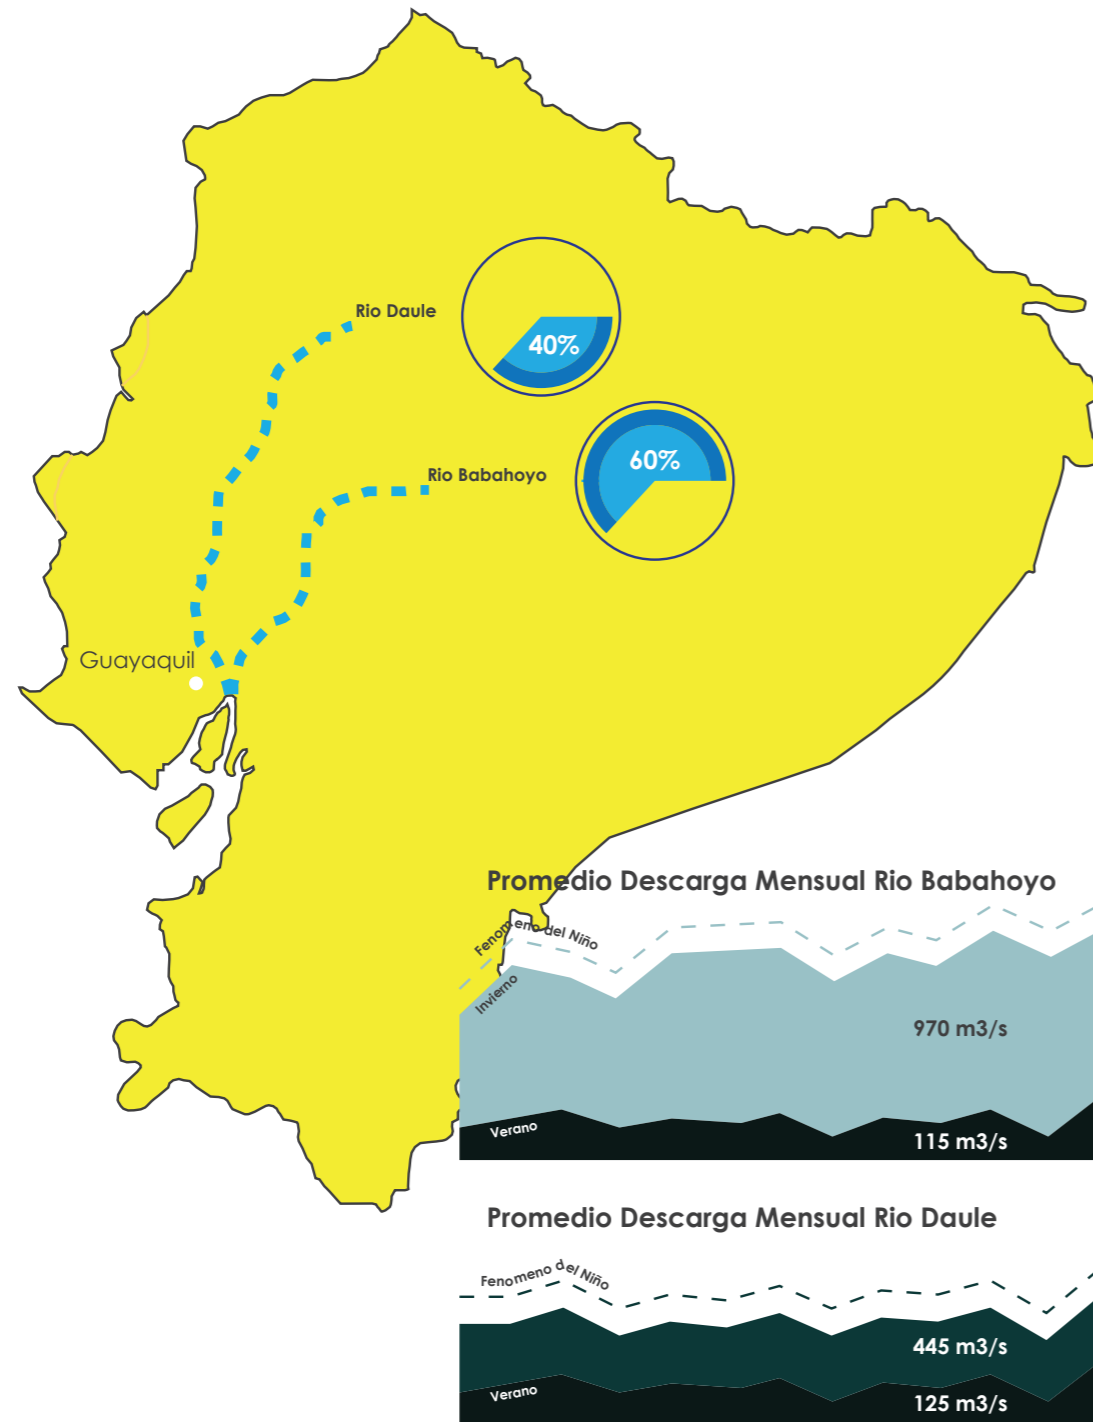 Rio Daule
40%
Rio Babahoyo
60%
Guayaquil
Promedio Descarga Mensual Rio Babahoyo
Fenomeno del Niño
Invierno
970 m3/s
Verano
115 m3/s
Promedio Descarga Mensual Rio Daule
Fenomeno del Niño
445 m3/s
Verano
125 m3/s